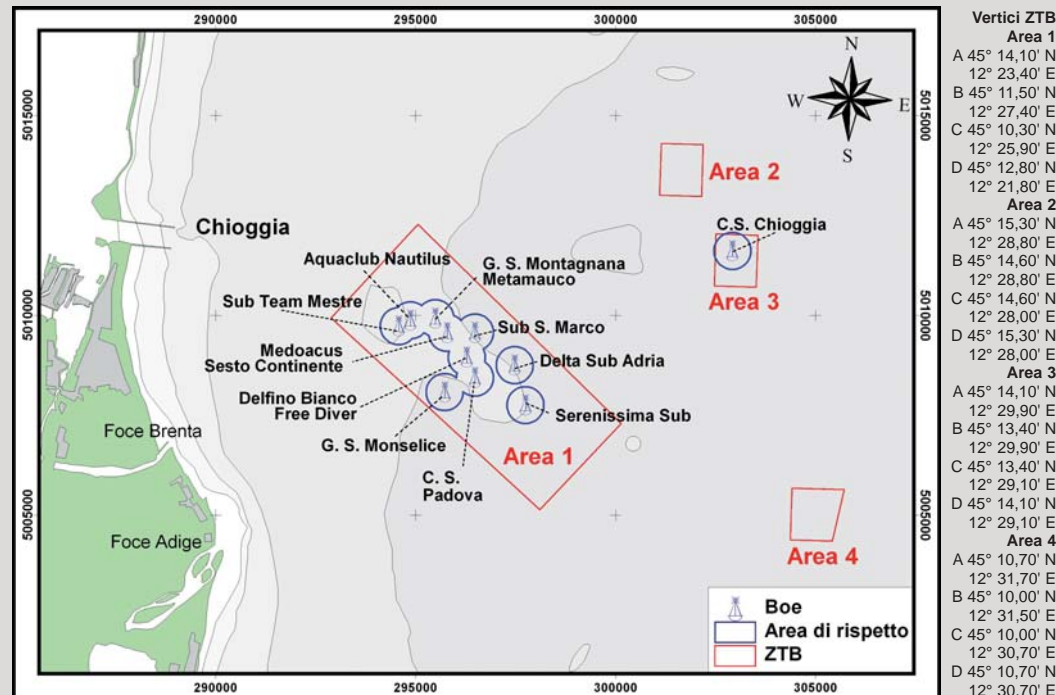 290000
295000
300000
305000
5015000
5015000
N
W
E
S
Area 2
Chioggia
C.S. Chioggia
Aquaclub Nautilus
G. S. Montagnana
Metamauco
Sub Team Mestre
Area 3
5010000
5010000
Sub S. Marco
Medoacus
Sesto Continente
Delta Sub Adria
Delfino Bianco
Free Diver
Serenissima Sub
Foce Brenta
G. S. Monselice
Area 1
C. S.
Padova
5005000
5005000
Foce Adige
Area 4
Boe
Area di rispetto
ZTB
290000
295000
300000
305000
Vertici ZTB
Area 1
A 45° 14,10' N
12° 23,40' E
B 45° 11,50' N
12° 27,40' E
C 45° 10,30' N
12° 25,90' E
D 45° 12,80' N
12° 21,80' E
Area 2
A 45° 15,30' N
12° 28,80' E
B 45° 14,60' N
12° 28,80' E
C 45° 14,60' N
12° 28,00' E
D 45° 15,30' N
12° 28,00' E
Area 3
A 45° 14,10' N
12° 29,90' E
B 45° 13,40' N
12° 29,90' E
C 45° 13,40' N
12° 29,10' E
D 45° 14,10' N
12° 29,10' E
Area 4
A 45° 10,70' N
12° 31,70' E
B 45° 10,00' N
12° 31,50' E
C 45° 10,00' N
12° 30,70' E
D 45° 10,70' N
12° 30,70' E